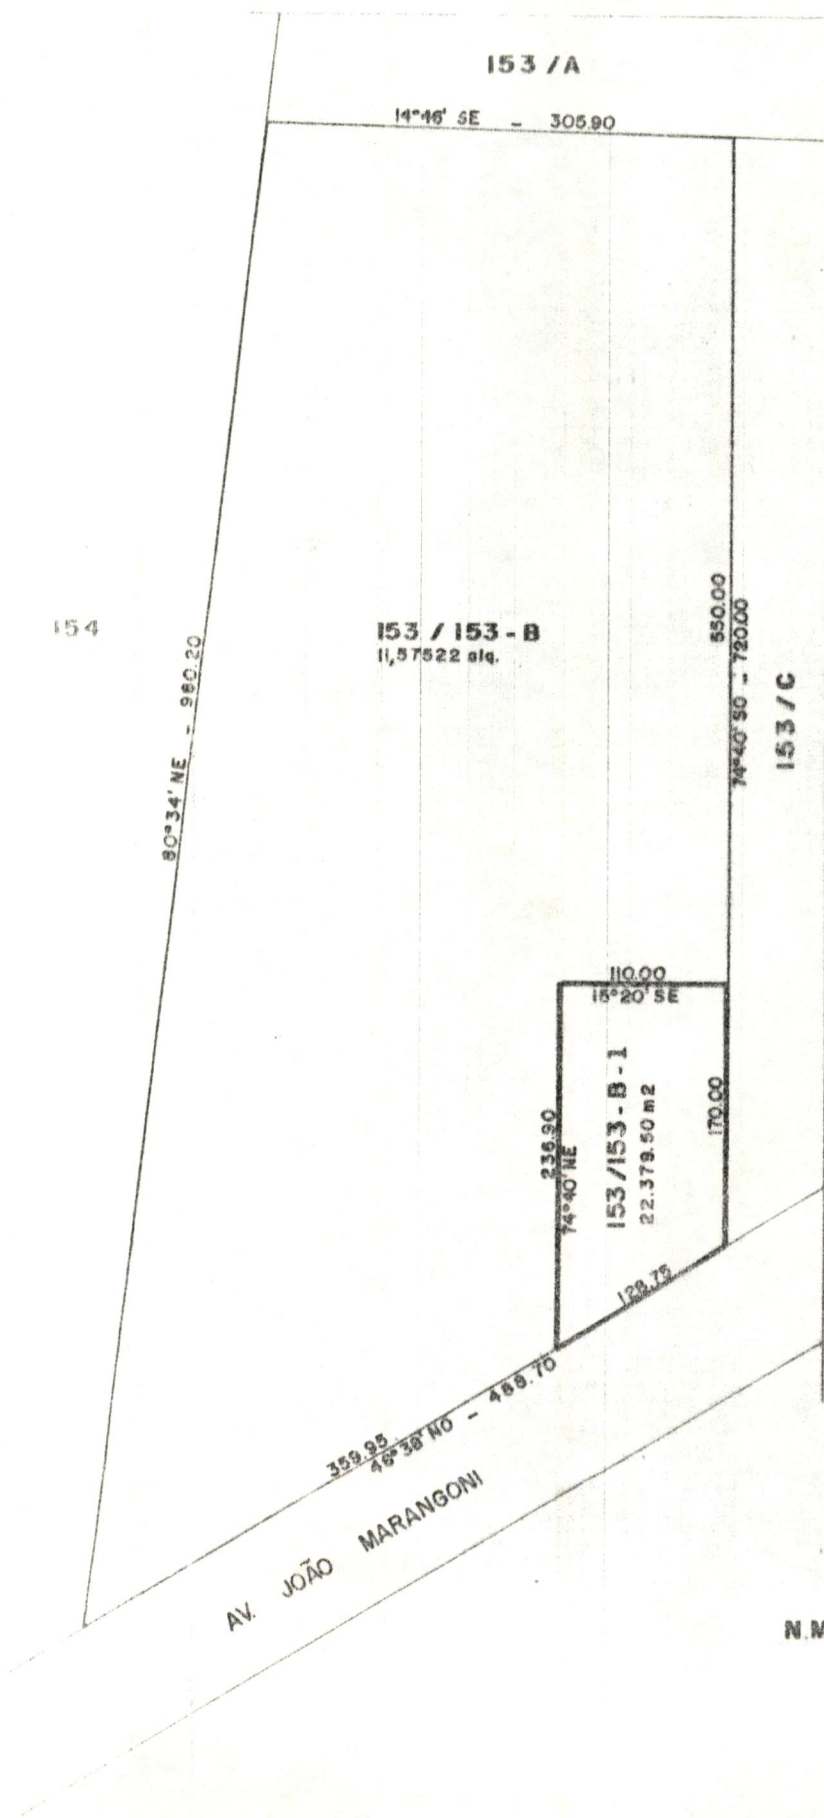 153 /A
14°46' SE - 305.90
154
80°34' NE - 980.20
153 / 153 - B
11,57522 alq.
550.00
74°40' SO - 720.00
153 / C
110.00
15°20' SE
236.90
74°40' NE
153 /153 - B - 1
22.379.50 m2
170.00
128.75
359.95
46°38' NO - 488.70
AV. JOÃO MARANGONI
N.M